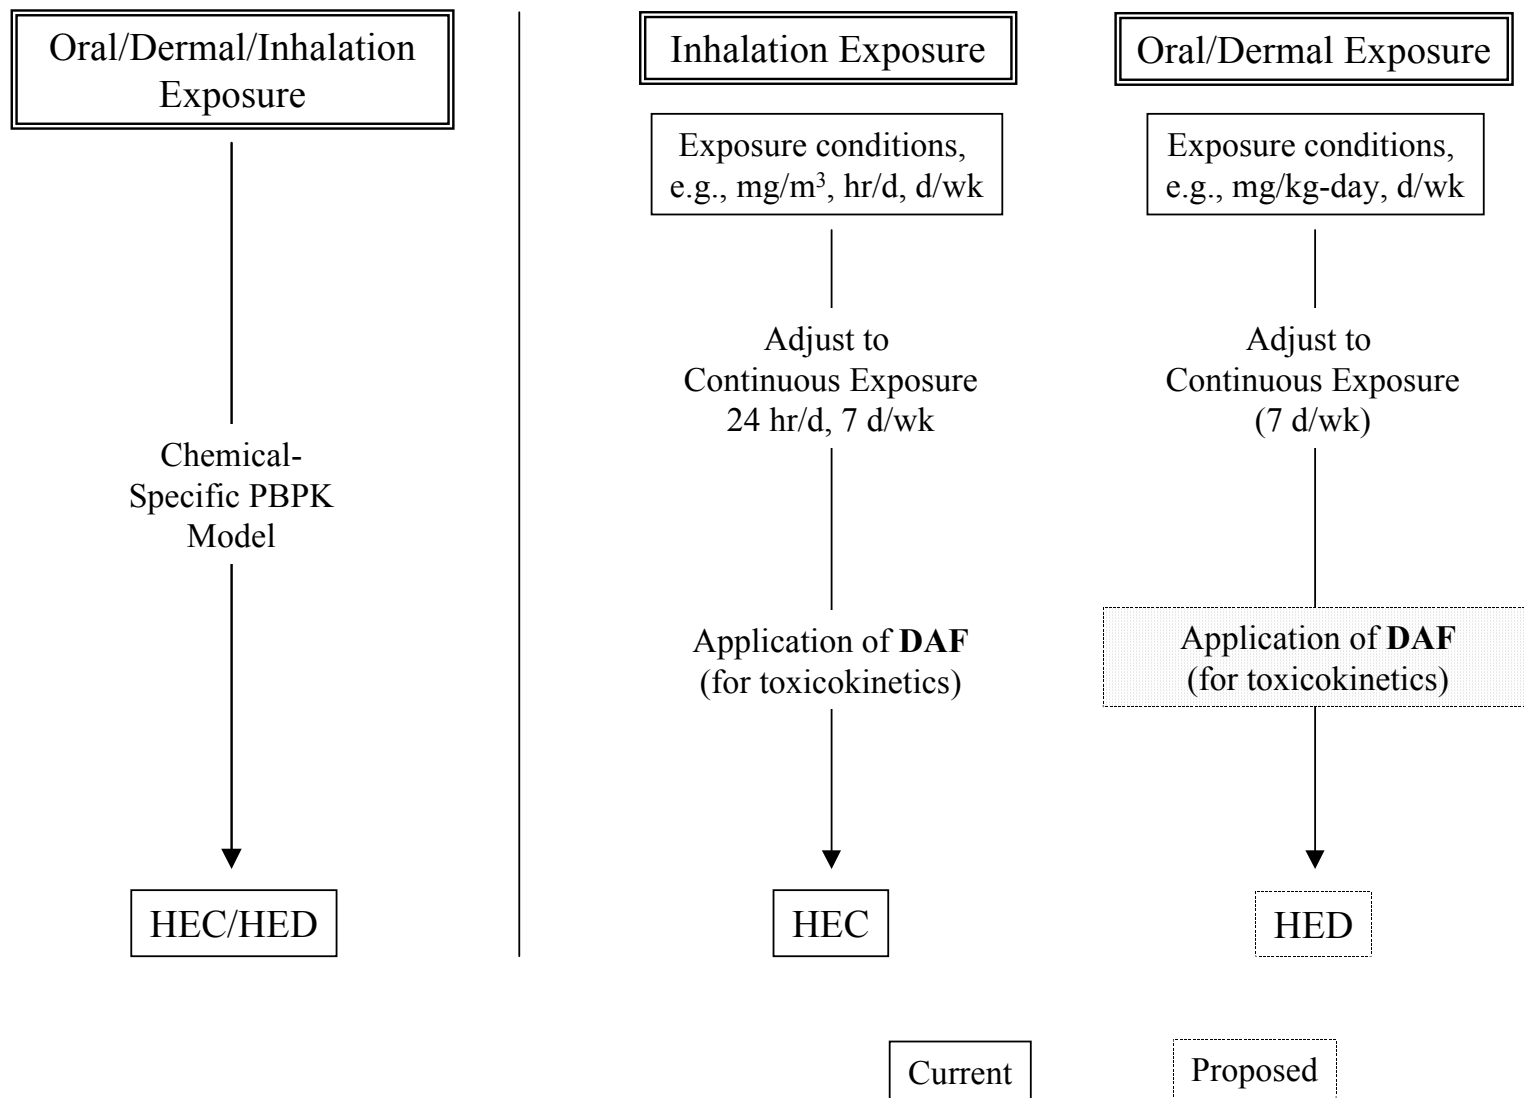 Oral/Dermal/Inhalation
Exposure
Chemical-
Specific PBPK
Model
HEC/HED
Inhalation Exposure
Exposure conditions,
e.g., mg/m³, hr/d, d/wk
Adjust to
Continuous Exposure
24 hr/d, 7 d/wk
Application of DAF
(for toxicokinetics)
HEC
Oral/Dermal Exposure
Exposure conditions,
e.g., mg/kg-day, d/wk
Adjust to
Continuous Exposure
(7 d/wk)
Application of DAF
(for toxicokinetics)
HED
Current
Proposed